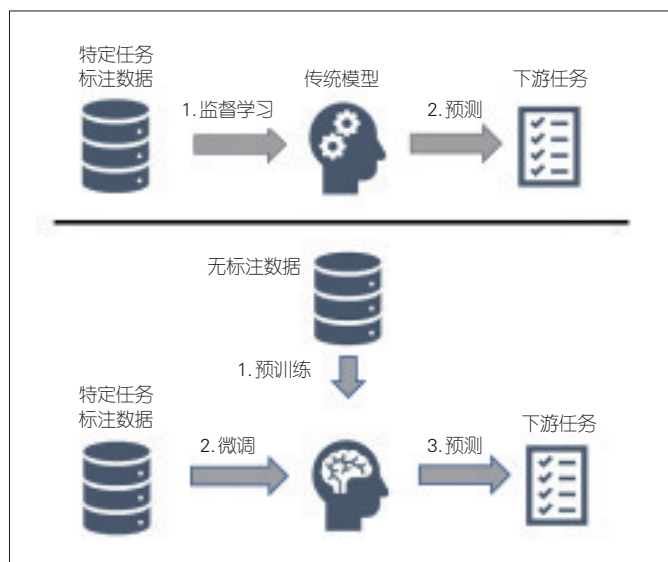 特定任务
标注数据
传统模型
下游任务
1.监督学习
2.预测
无标注数据
1.预训练
特定任务
标注数据
下游任务
2.微调
3.预测